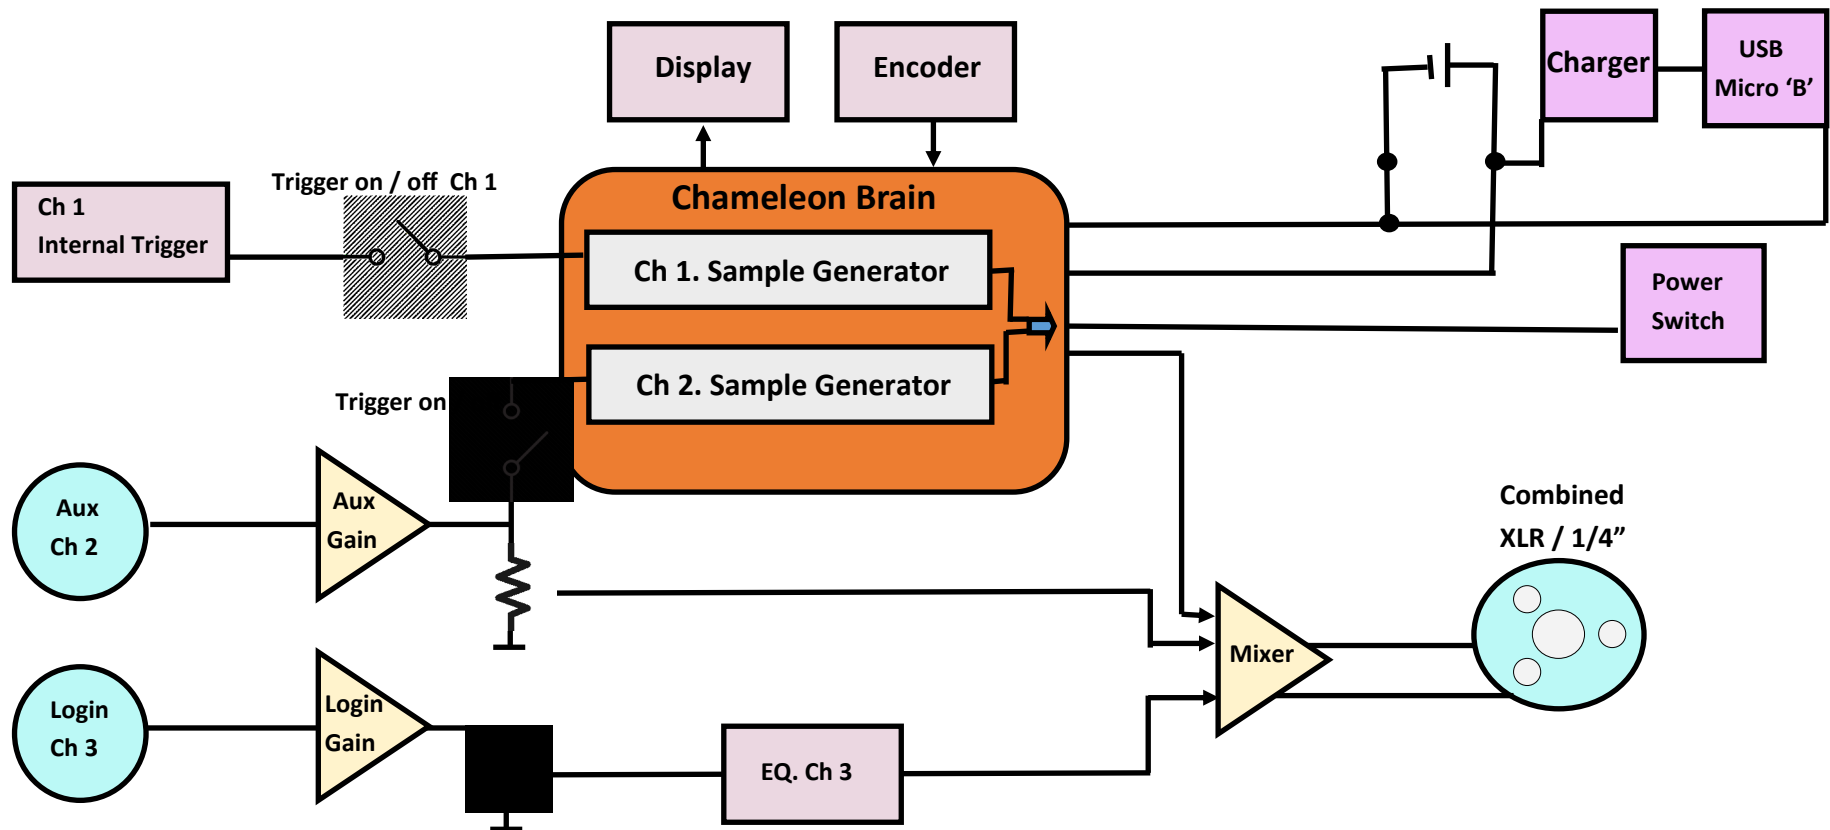 Display
Encoder
Charger
USB
Micro ‘B’
Trigger on / off  Ch 1
Ch 1
Internal Trigger
Chameleon Brain
Ch 1. Sample Generator
Power
Switch
Ch 2. Sample Generator
Trigger on
Aux
Ch 2
Aux
Gain
Combined
XLR / 1/4”
Mixer
Login
Ch 3
Login
Gain
EQ. Ch 3